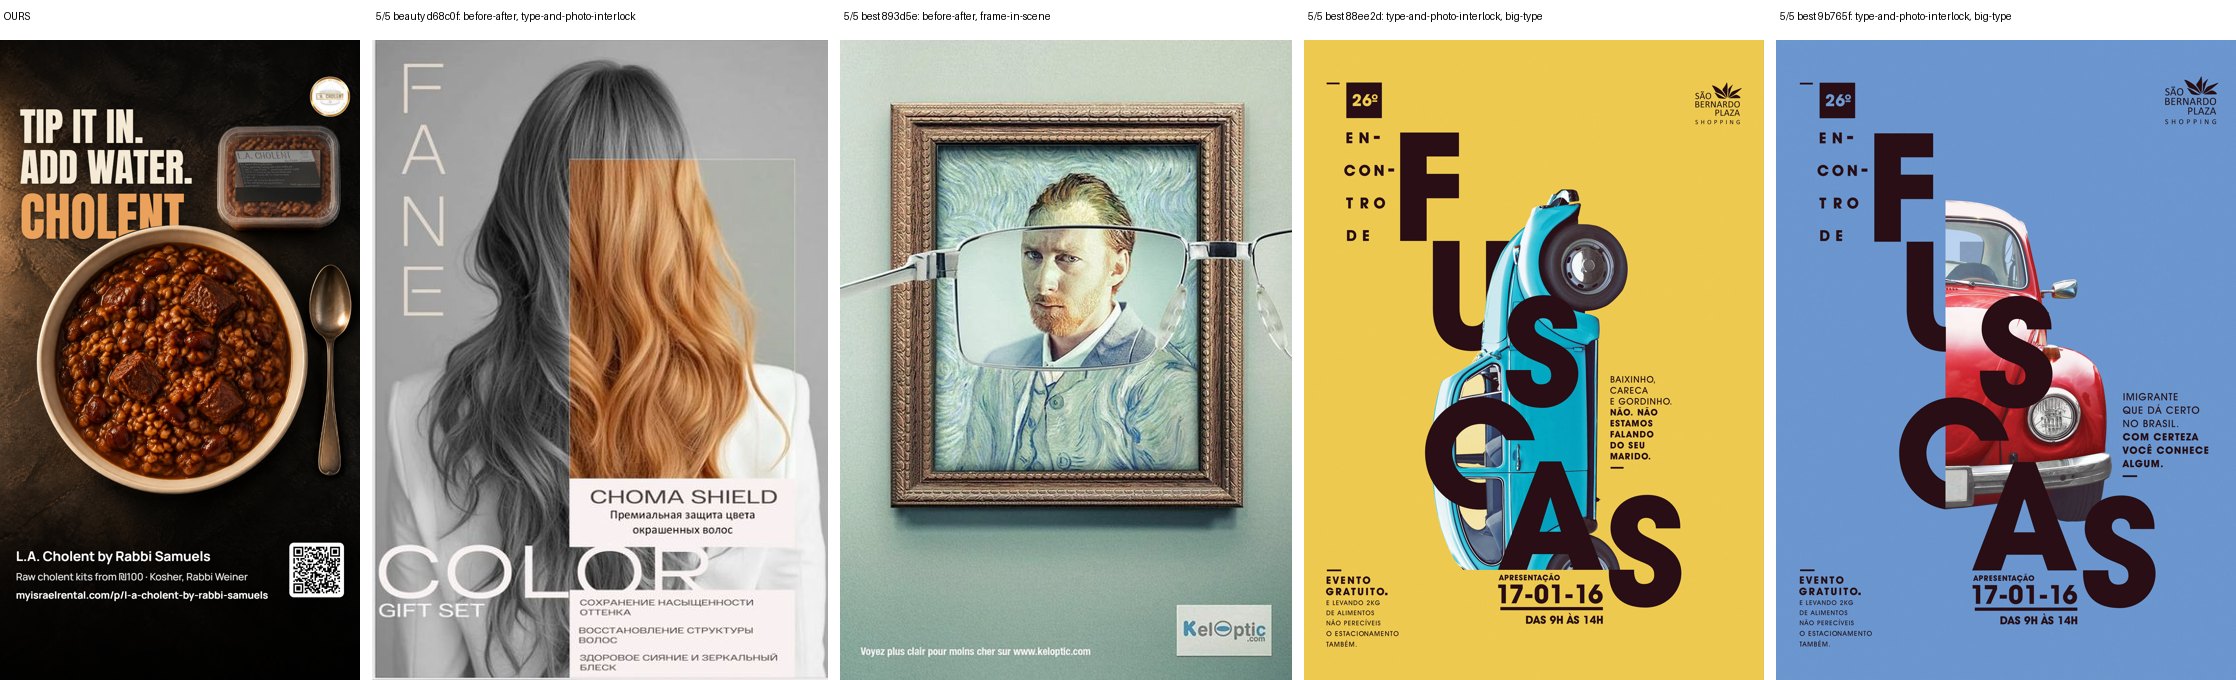 OURS
TIP IT IN.
ADD WATER.
CHOLENT
L.A. CHOLENT
L.A. CHOLENT
L.A. Cholent by Rabbi Samuels
Raw cholent kits from ₪100 · Kosher, Rabbi Weiner
myisraelrental.com/p/l-a-cholent-by-rabbi-samuels
5/5 beauty d68c0f: before-after, type-and-photo-interlock
FANE
CHOMA SHIELD
Премиальная защита цвета
окрашенных волос
COLOR
GIFT SET
СОХРАНЕНИЕ НАСЫЩЕННОСТИ
ОТТЕНКА
ВОССТАНОВЛЕНИЕ СТРУКТУРЫ
ВОЛОС
ЗДОРОВОЕ СИЯНИЕ И ЗЕРКАЛЬНЫЙ
БЛЕСК
5/5 best 893d5e: before-after, frame-in-scene
KelOptic
.com
Voyez plus clair pour moins cher sur www.keloptic.com
5/5 best 88ee2d: type-and-photo-interlock, big-type
26º
EN-
CON-
TRO
DE
FUSCAS
SÃO
BERNARDO
PLAZA
SHOPPING
BAIXINHO,
CARECA
E GORDINHO.
NÃO. NÃO
ESTAMOS
FALANDO
DO SEU
MARIDO.
EVENTO
GRATUITO.
E LEVANDO 2KG
DE ALIMENTOS
NÃO PERECÍVEIS
O ESTACIONAMENTO
TAMBÉM.
APRESENTAÇÃO
17-01-16
DAS 9H ÀS 14H
5/5 best 9b765f: type-and-photo-interlock, big-type
26º
EN-
CON-
TRO
DE
FUSCAS
SÃO
BERNARDO
PLAZA
SHOPPING
IMIGRANTE
QUE DÁ CERTO
NO BRASIL.
COM CERTEZA
VOCÊ CONHECE
ALGUM.
EVENTO
GRATUITO.
E LEVANDO 2KG
DE ALIMENTOS
NÃO PERECÍVEIS
O ESTACIONAMENTO
TAMBÉM.
APRESENTAÇÃO
17-01-16
DAS 9H ÀS 14H